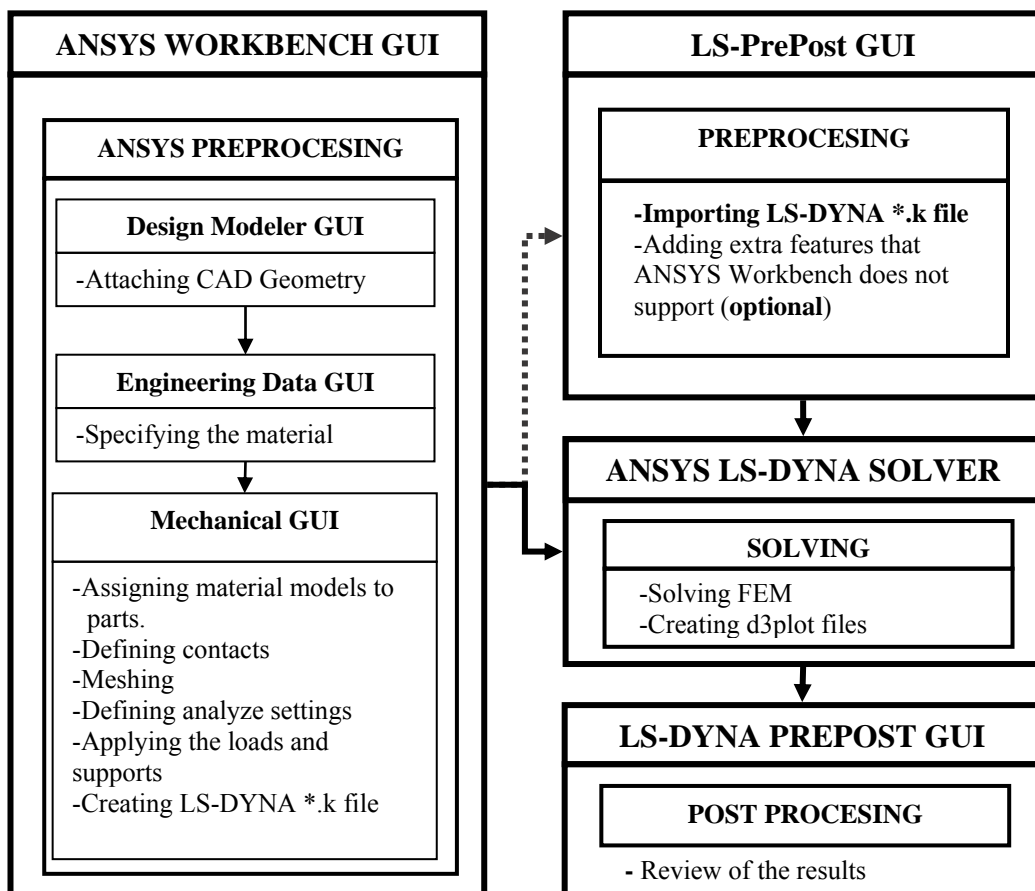 ANSYS WORKBENCH GUI
ANSYS PREPROCESING
Design Modeler GUI
-Attaching CAD Geometry
Engineering Data GUI
-Specifying the material
Mechanical GUI
-Assigning material models to
parts.
-Defining contacts
-Meshing
-Defining analyze settings
-Applying the loads and
supports
-Creating LS-DYNA *.k file
LS-PrePost GUI
PREPROCESING
-Importing LS-DYNA *.k file
-Adding extra features that
ANSYS Workbench does not
support (optional)
ANSYS LS-DYNA SOLVER
SOLVING
-Solving FEM
-Creating d3plot files
LS-DYNA PREPOST GUI
POST PROCESING
- Review of the results